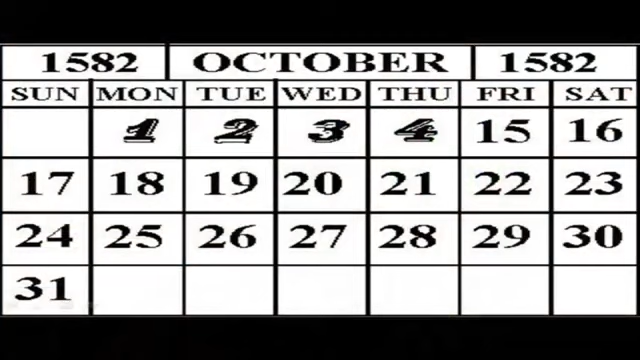 1582 OCTOBER 1582
SUN MON TUE WED THU FRI SAT
1 2 3 4 15 16
17 18 19 20 21 22 23
24 25 26 27 28 29 30
31